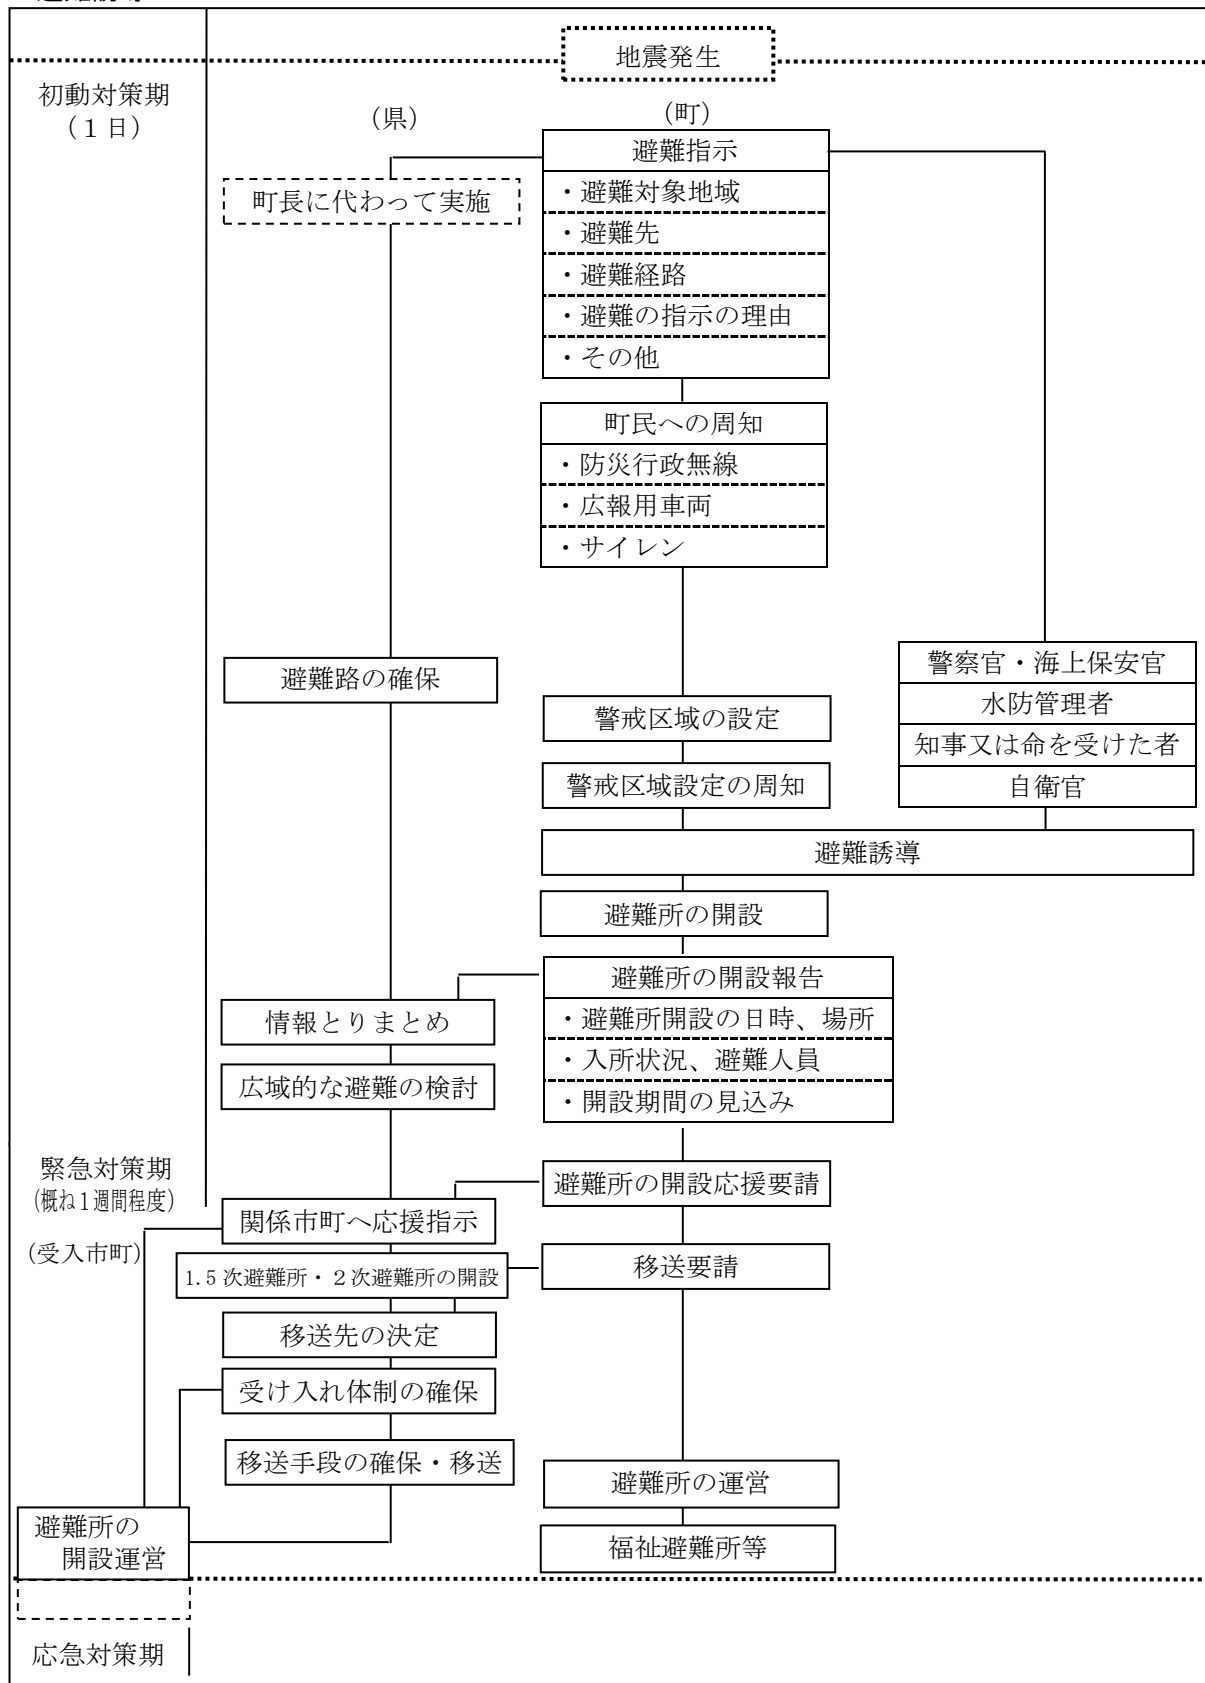 地震発生
初動対策期
(1日)
(県)
(町)
避難指示
・避難対象地域
・避難先
・避難経路
・避難の指示の理由
・その他
町長に代わって実施
町民への周知
・防災行政無線
・広報用車両
・サイレン
避難路の確保
警戒区域の設定
警戒区域設定の周知
警察官・海上保安官
水防管理者
知事又は命を受けた者
自衛官
避難誘導
避難所の開設
避難所の開設報告
・避難所開設の日時、場所
・入所状況、避難人員
・開設期間の見込み
情報とりまとめ
広域的な避難の検討
緊急対策期
(概ね1週間程度)
(受入市町)
避難所の開設応援要請
関係市町へ応援指示
移送要請
1.5次避難所・2次避難所の開設
移送先の決定
受け入れ体制の確保
移送手段の確保・移送
避難所の運営
避難所の
開設運営
福祉避難所等
応急対策期